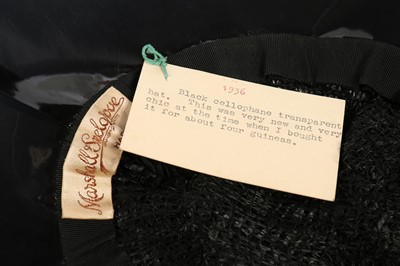 1936
Black cellophane transparent
hat. This was very new and very
chic at the time when I bought
it for about four guineas.
Marshall & Snelgrove